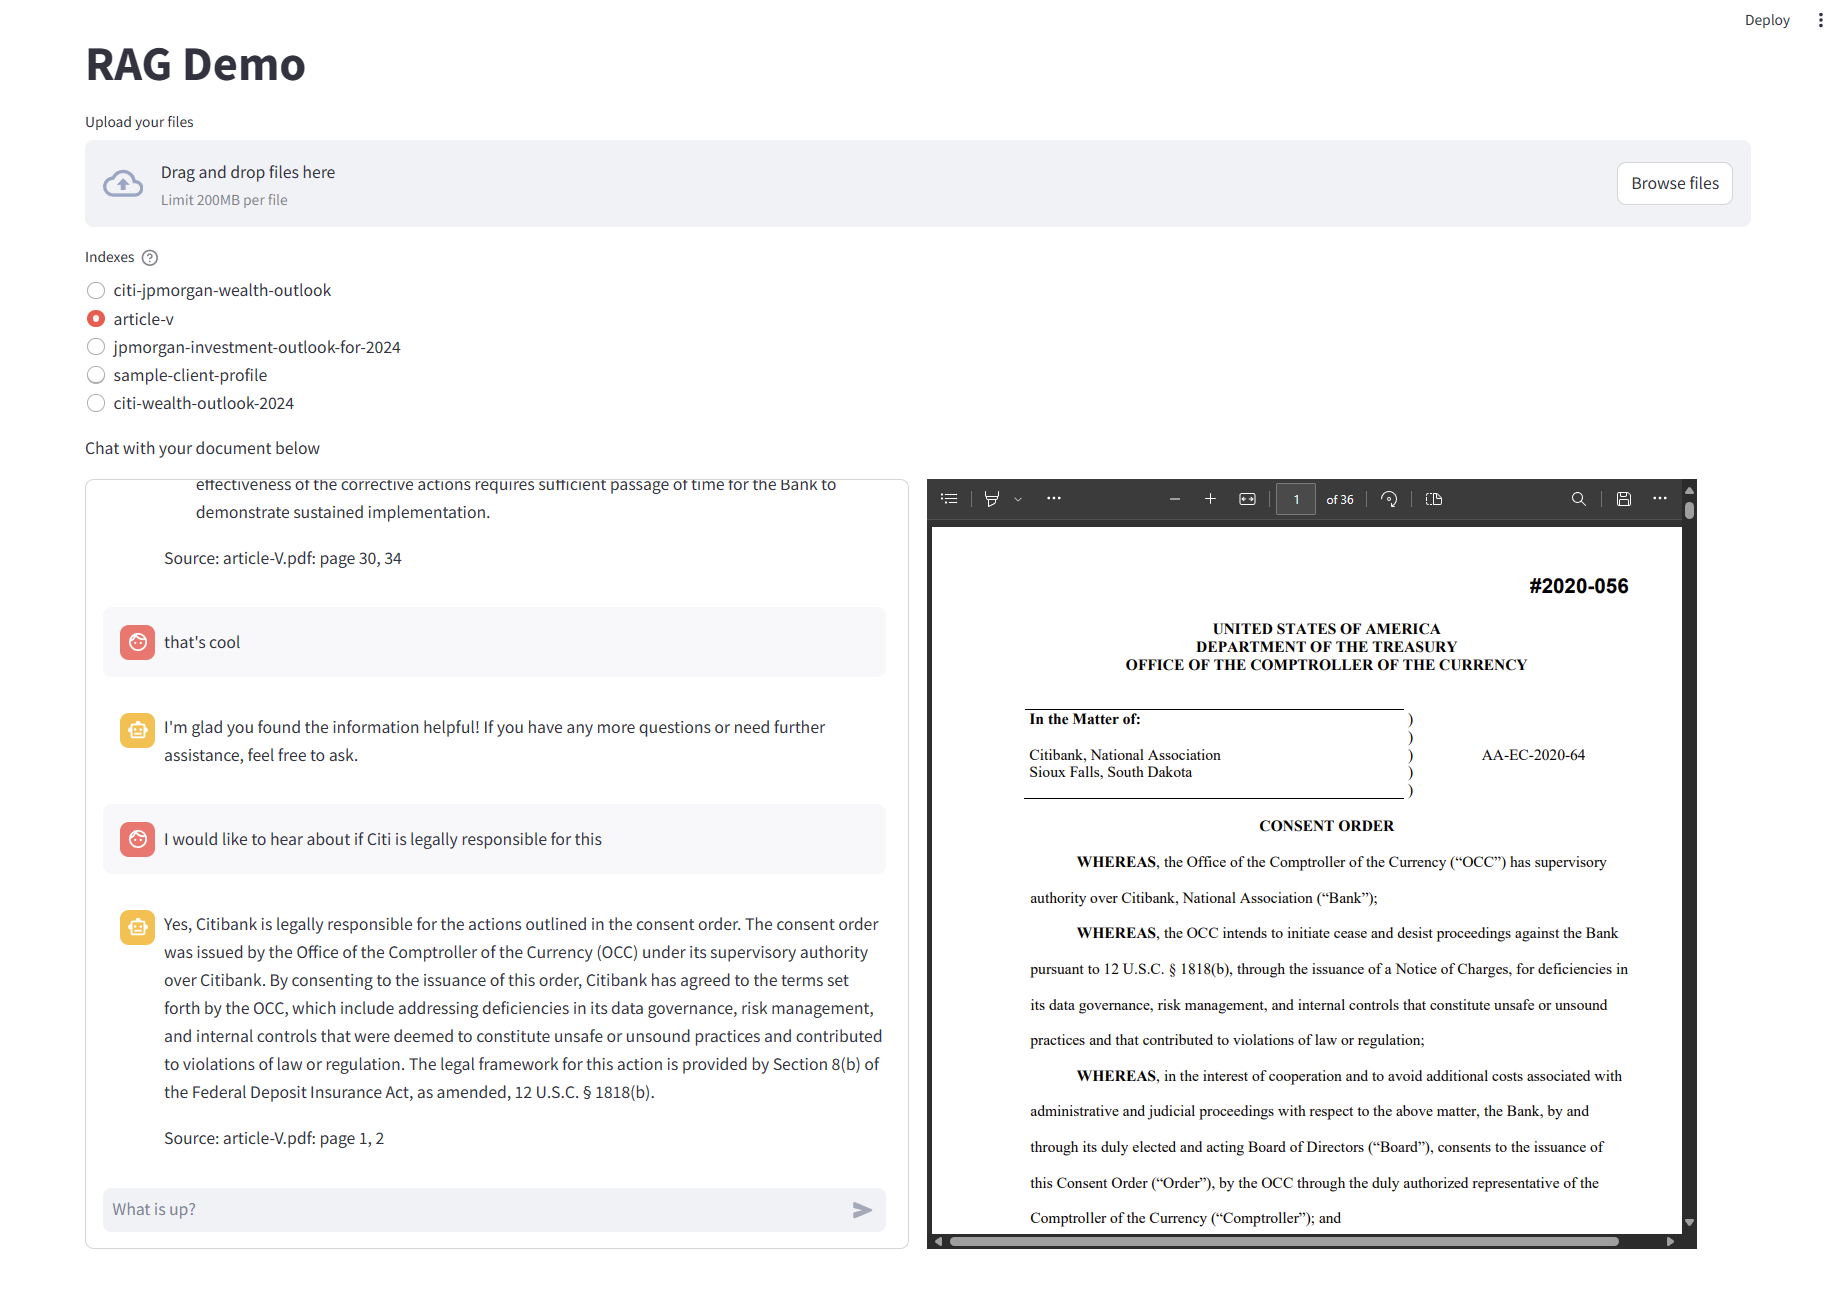 Deploy
RAG Demo
Upload your files
Drag and drop files here
Limit 200MB per file
Browse files
Indexes
citi-jpmorgan-wealth-outlook
article-v
jpmorgan-investment-outlook-for-2024
sample-client-profile
citi-wealth-outlook-2024
Chat with your document below
effectiveness of the corrective actions requires sufficient passage of time for the Bank to
demonstrate sustained implementation.
Source: article-V.pdf: page 30, 34
that's cool
I'm glad you found the information helpful! If you have any more questions or need further
assistance, feel free to ask.
I would like to hear about if Citi is legally responsible for this
Yes, Citibank is legally responsible for the actions outlined in the consent order. The consent order
was issued by the Office of the Comptroller of the Currency (OCC) under its supervisory authority
over Citibank. By consenting to the issuance of this order, Citibank has agreed to the terms set
forth by the OCC, which include addressing deficiencies in its data governance, risk management,
and internal controls that were deemed to constitute unsafe or unsound practices and contributed
to violations of law or regulation. The legal framework for this action is provided by Section 8(b) of
the Federal Deposit Insurance Act, as amended, 12 U.S.C. § 1818(b).
Source: article-V.pdf: page 1, 2
What is up?
1 of 36
#2020-056
UNITED STATES OF AMERICA
DEPARTMENT OF THE TREASURY
OFFICE OF THE COMPTROLLER OF THE CURRENCY
In the Matter of: )
)
Citibank, National Association ) AA-EC-2020-64
Sioux Falls, South Dakota )
)
CONSENT ORDER
WHEREAS, the Office of the Comptroller of the Currency (“OCC”) has supervisory
authority over Citibank, National Association (“Bank”);
WHEREAS, the OCC intends to initiate cease and desist proceedings against the Bank
pursuant to 12 U.S.C. § 1818(b), through the issuance of a Notice of Charges, for deficiencies in
its data governance, risk management, and internal controls that constitute unsafe or unsound
practices and that contributed to violations of law or regulation;
WHEREAS, in the interest of cooperation and to avoid additional costs associated with
administrative and judicial proceedings with respect to the above matter, the Bank, by and
through its duly elected and acting Board of Directors (“Board”), consents to the issuance of
this Consent Order (“Order”), by the OCC through the duly authorized representative of the
Comptroller of the Currency (“Comptroller”); and